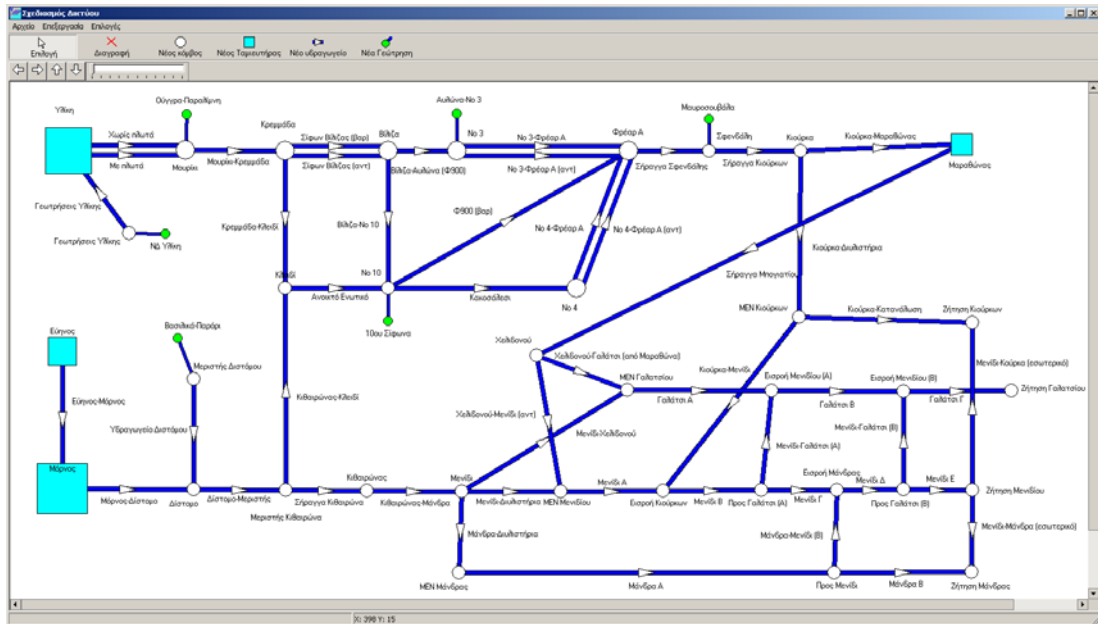 Σχεδιασμός Δικτύου
Αρχείο Επεξεργασία Επιλογές
Επιλογή Διαγραφή Νέος κόμβος Νέος Ταμιευτήρας Νέο υδραγωγείο Νέα Γεώτρηση
Υλίκη
Ούγγρα-Παραλίμνη
Αυλώνα-Νο 3
Μαυροσουβάλα
Χωρίς πλωτά
Με πλωτά
Μουρίκι
Μουρίκι-Κρεμμάδα
Κρεμμάδα
Σίφων Βίλιζας (βαρ)
Σίφων Βίλιζας (αντ)
Βίλιζα
Βίλιζα-Αυλώνα (Φ900)
Νο 3
Νο 3-Φρέαρ Α
Νο 3-Φρέαρ Α (αντ)
Φρέαρ Α
Σήραγγα Σφενδάλης
Σφενδάλη
Σήραγγα Κιούρκων
Κιούρκα
Κιούρκα-Μαραθώνας
Μαραθώνας
Γεωτρήσεις Υλίκης
Γεωτρήσεις Υλίκης
ΝΔ Υλίκη
Κρεμμάδα-Κλειδί
Βίλιζα-Νο 10
Φ900 (βαρ)
Νο 4-Φρέαρ Α
Νο 4-Φρέαρ Α (αντ)
Κιούρκα-Διυλιστήρια
Σήραγγα Μπογιατίου
Κλειδί
Ανοικτό Ενωτικό
Νο 10
Κακοσάλεσι
Νο 4
10ου Σίφωνα
ΜΕΝ Κιούρκων
Κιούρκα-Κατανάλωση
Ζήτηση Κιούρκων
Εύηνος
Βασιλικά-Παρόρι
Μεριστής Διστόμου
Χελιδονού
Χελιδονού-Γαλάτσι (από Μαραθώνα)
Κιούρκα-Μενίδι
Μενίδι-Κούρκα (εσωτερικό)
ΜΕΝ Γαλατσίου
Γαλάτσι Α
Εισροή Μενιδίου (Α)
Γαλάτσι Β
Εισροή Μενιδίου (Β)
Γαλάτσι Γ
Ζήτηση Γαλατσίου
Εύηνος-Μόρνος
Κιθαιρώνας-Κλειδί
Χελιδονού-Μενίδι (αντ)
Μενίδι-Χελιδονού
Μενίδι-Γαλάτσι (Α)
Μενίδι-Γαλάτσι (Β)
Υδραγωγείο Διστόμου
Μόρνος
Μόρνος-Δίστομο
Δίστομο
Δίστομο-Μεριστής
Μεριστής Κιθαιρώνα
Σήραγγα Κιθαιρώνα
Κιθαιρώνας
Κιθαιρώνας-Μάνδρα
Μενίδι
Μενίδι-Διυλιστήρια
ΜΕΝ Μενιδίου
Μενίδι Α
Εισροή Κιούρκων
Μενίδι Β
Προς Γαλάτσι (Α)
Μενίδι Γ
Εισροή Μάνδρας
Μενίδι Δ
Προς Γαλάτσι (Β)
Μενίδι Ε
Ζήτηση Μενιδίου
Μάνδρα-Διυλιστήρια
Μάνδρα-Μενίδι (Β)
Μενίδι-Μάνδρα (εσωτερικό)
ΜΕΝ Μάνδρας
Μάνδρα Α
Προς Μενίδι
Μάνδρα Β
Ζήτηση Μάνδρας
X: 390 Y: 15